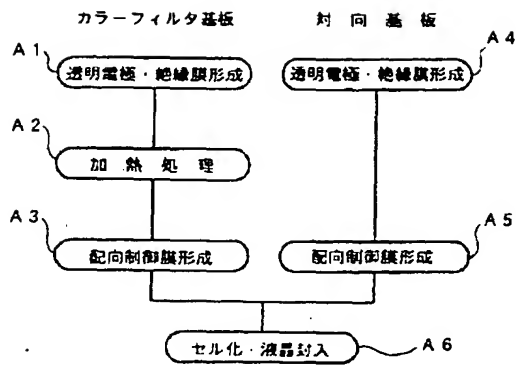 カラーフィルタ基板
対向基板
A1
透明電極・絶縁膜形成
A4
透明電極・絶縁膜形成
A2
加熱処理
A3
配向制御膜形成
A5
配向制御膜形成
セル化・液晶封入
A6